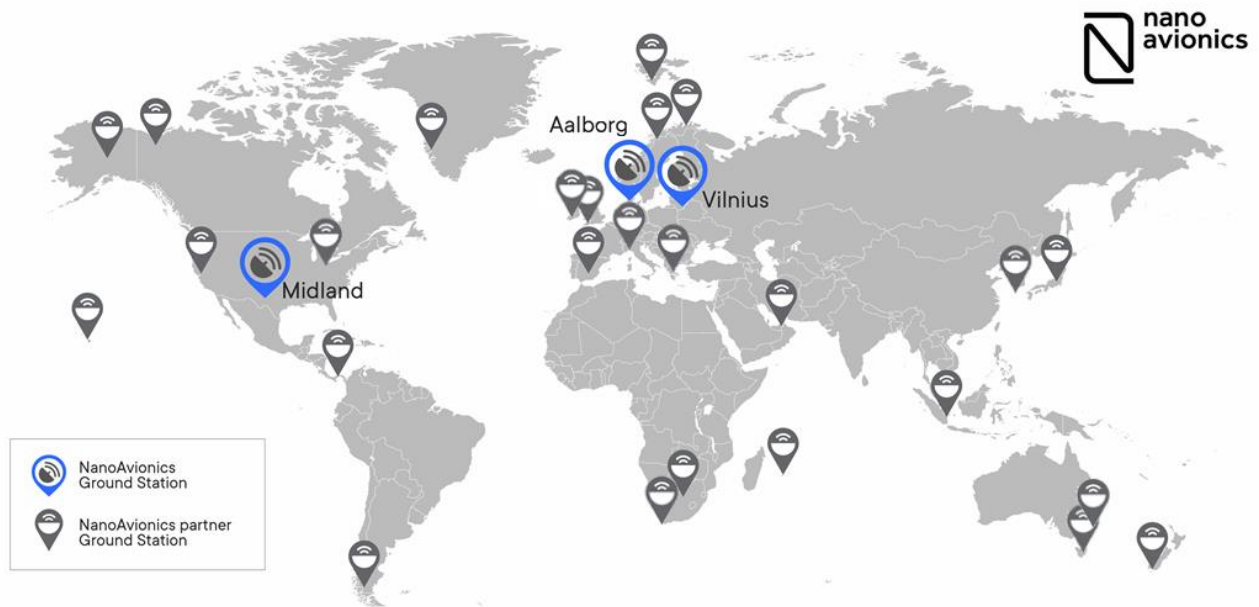 nano
avionics
Aalborg
Vilnius
Midland
NanoAvionics
Ground Station
NanoAvionics partner
Ground Station